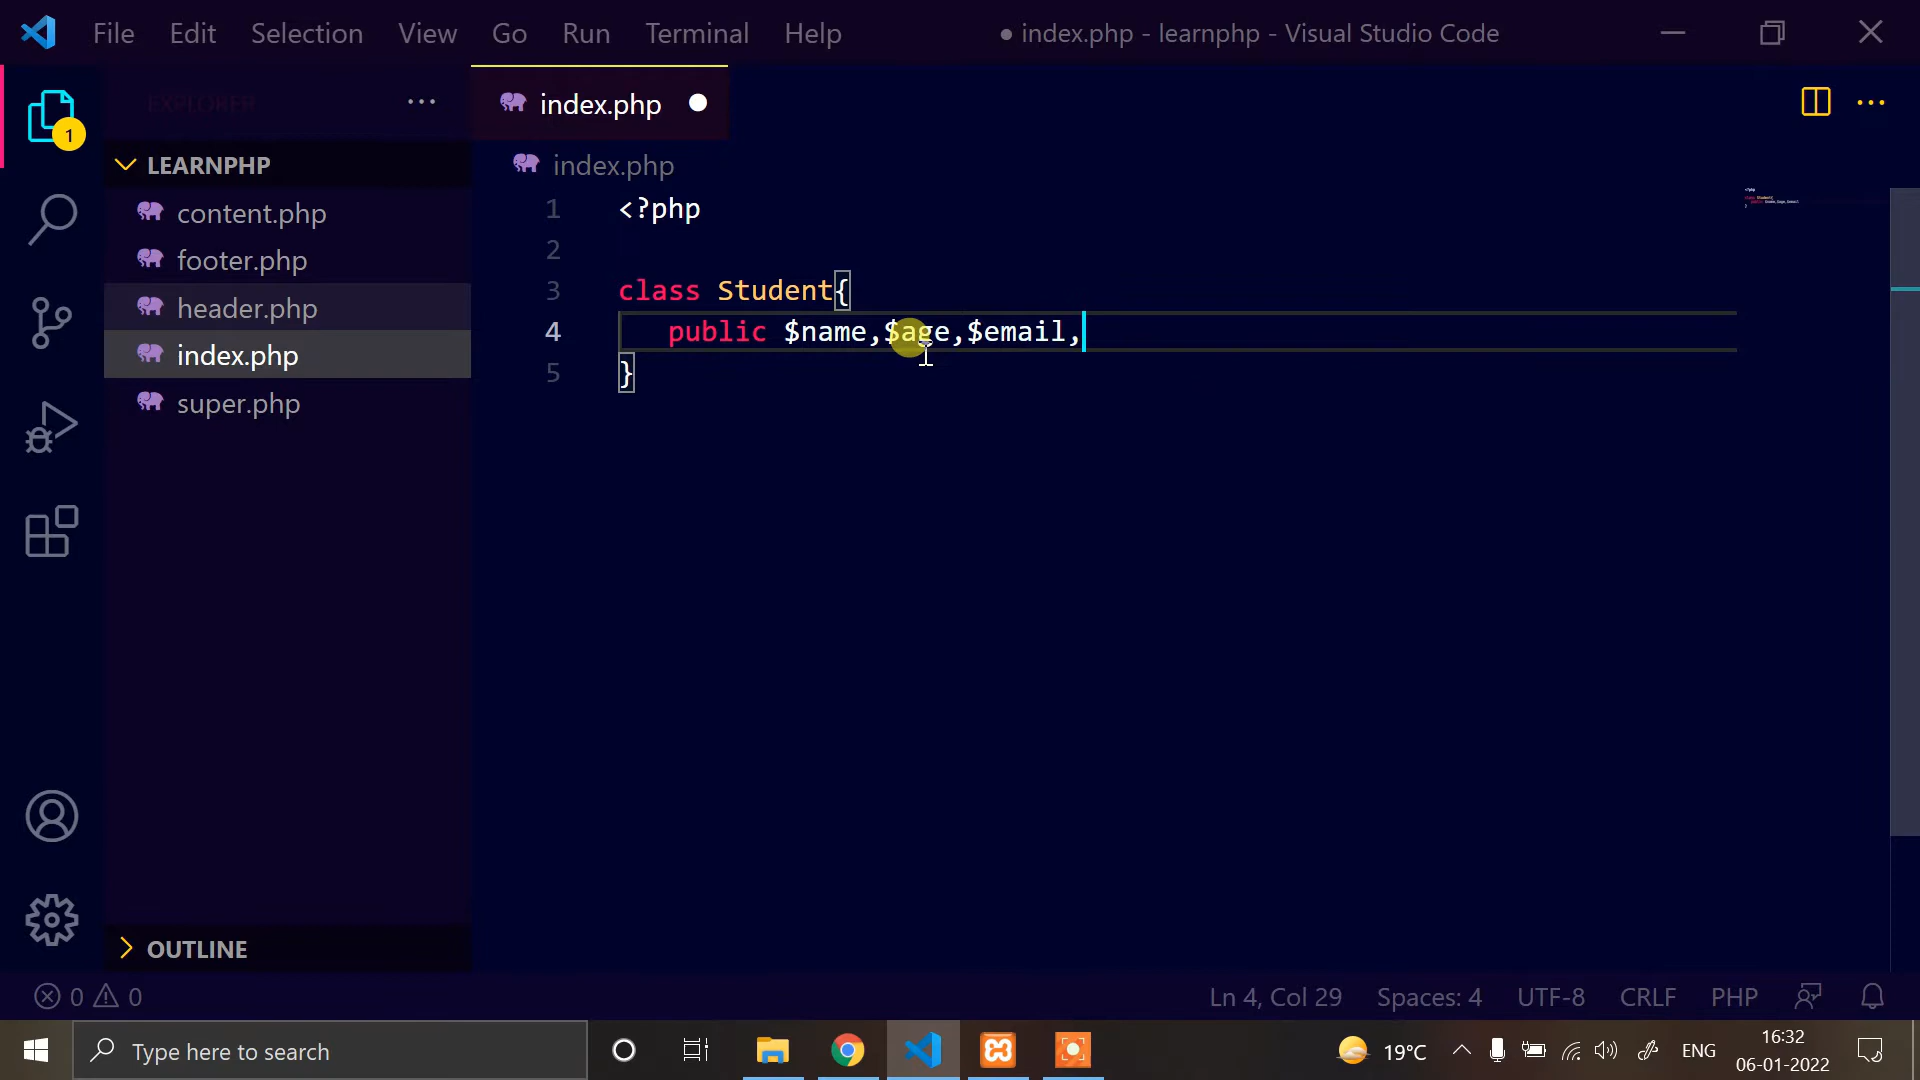 File Edit Selection View Go Run Terminal Help ● index.php - learnphp - Visual Studio Code
EXPLORER
index.php
1
LEARNPHP
index.php
content.php
footer.php
header.php
index.php
super.php
1 <?php
2
3 class Student{
4 public $name,$age,$email,
5 }
OUTLINE
0 0
Ln 4, Col 29 Spaces: 4 UTF-8 CRLF PHP
Type here to search
19°C
ENG
16:32
06-01-2022